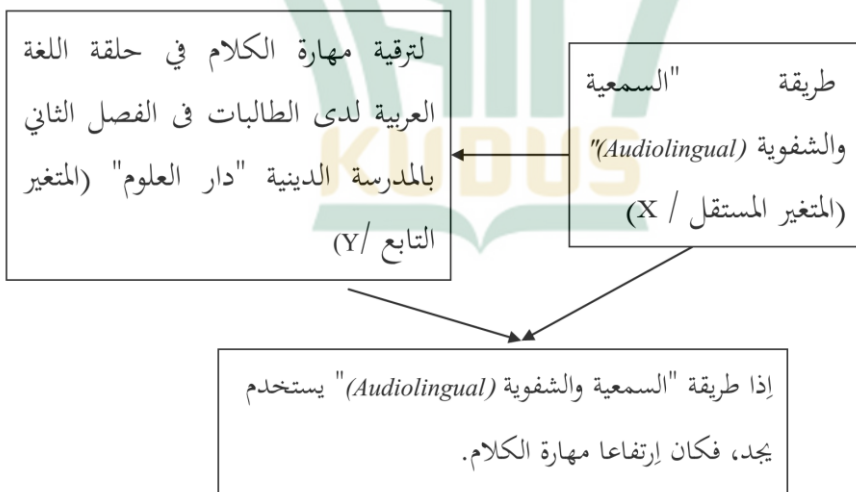 طريقة "السمعية
والشفوية (Audiolingual)"
(المتغير المستقل / X)
لترقية مهارة الكلام في حلقة اللغة
العربية لدى الطالبات فى الفصل الثاني
بالمدرسة الدينية "دار العلوم" (المتغير
التابع /Y)
إذا طريقة "السمعية والشفوية (Audiolingual)" يستخدم
يجد، فكان إرتفاعا مهارة الكلام.
KUDUS